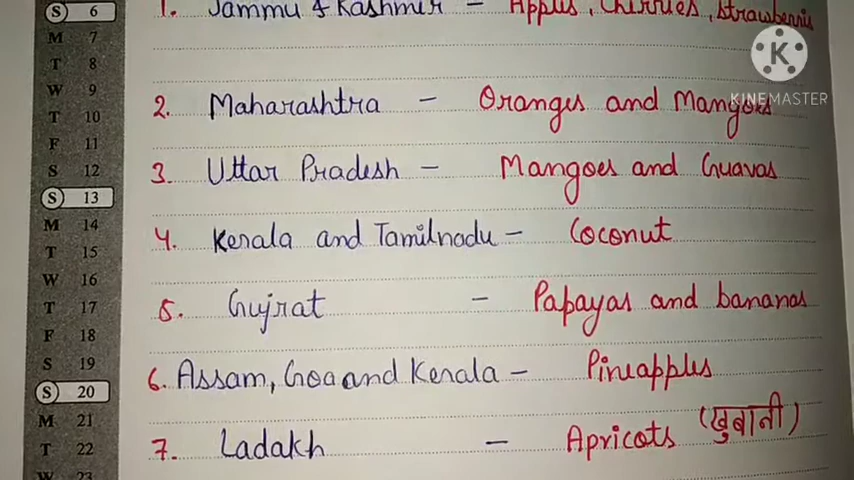 S 6 1. Jammu & Kashmir - Apples, Cherries, Strawberries
M 7
T 8
W 9 2. Maharashtra - Oranges and Mangoes
KINEMASTER
T 10
F 11
S 12 3. Uttar Pradesh - Mangoes and Guavas
S 13
M 14 4. Kerala and Tamilnadu - Coconut
T 15
W 16
T 17 5. Gujrat - Papayas and bananas
F 18
S 19 6. Assam, Goa and Kerala - Pineapples
S 20
M 21
T 22 7. Ladakh - Apricots (खुबानी)
W 23